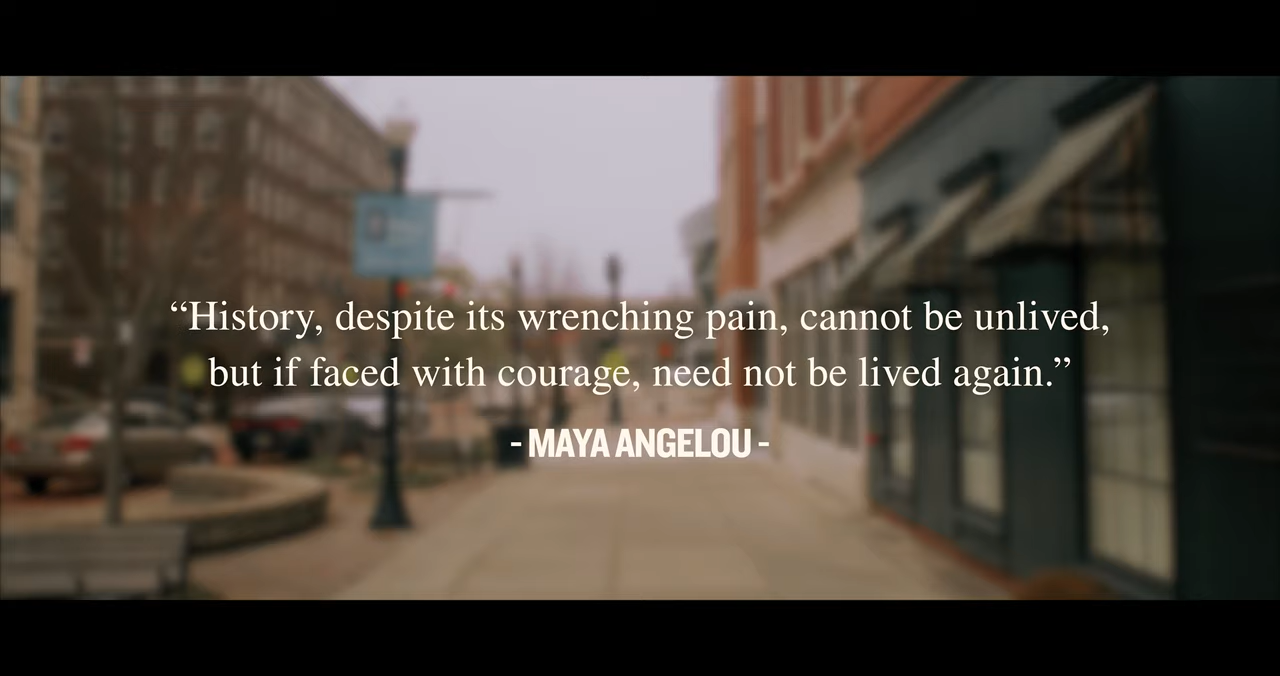 “History, despite its wrenching pain, cannot be unlived,
but if faced with courage, need not be lived again.”
- MAYA ANGELOU -